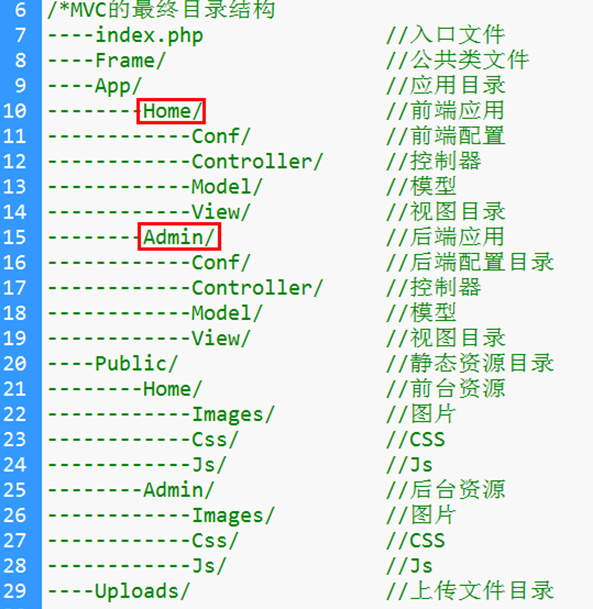 6 /*MVC的最终目录结构
7 ----index.php //入口文件
8 ----Frame/ //公共类文件
9 ----App/ //应用目录
10 --------Home/ //前端应用
11 ------------Conf/ //前端配置
12 ------------Controller/ //控制器
13 ------------Model/ //模型
14 ------------View/ //视图目录
15 --------Admin/ //后端应用
16 ------------Conf/ //后端配置目录
17 ------------Controller/ //控制器
18 ------------Model/ //模型
19 ------------View/ //视图目录
20 ----Public/ //静态资源目录
21 --------Home/ //前台资源
22 ------------Images/ //图片
23 ------------Css/ //CSS
24 ------------Js/ //Js
25 --------Admin/ //后台资源
26 ------------Images/ //图片
27 ------------Css/ //CSS
28 ------------Js/ //Js
29 ----Uploads/ //上传文件目录